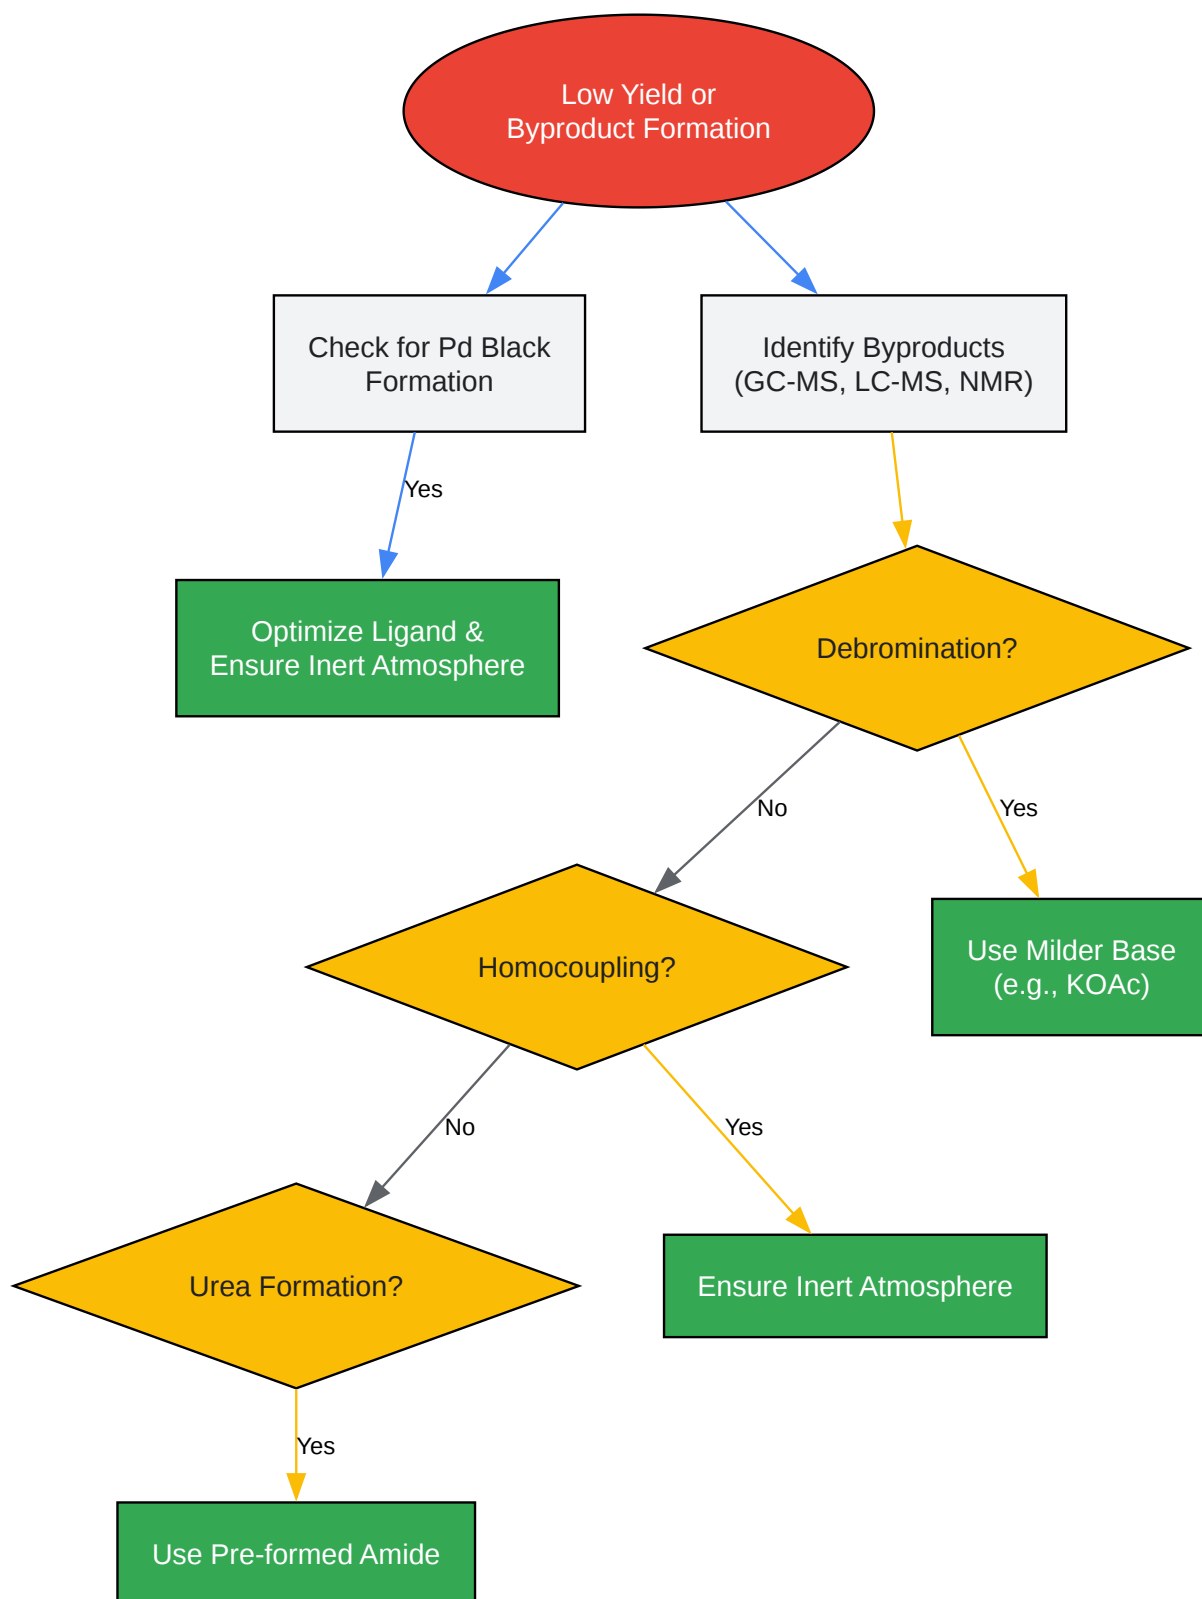 Low Yield or
Byproduct Formation
Check for Pd Black
Formation
Identify Byproducts
(GC-MS, LC-MS, NMR)
Yes
Optimize Ligand &
Ensure Inert Atmosphere
Debromination?
No
Yes
Homocoupling?
Use Milder Base
(e.g., KOAc)
No
Yes
Urea Formation?
Ensure Inert Atmosphere
Yes
Use Pre-formed Amide